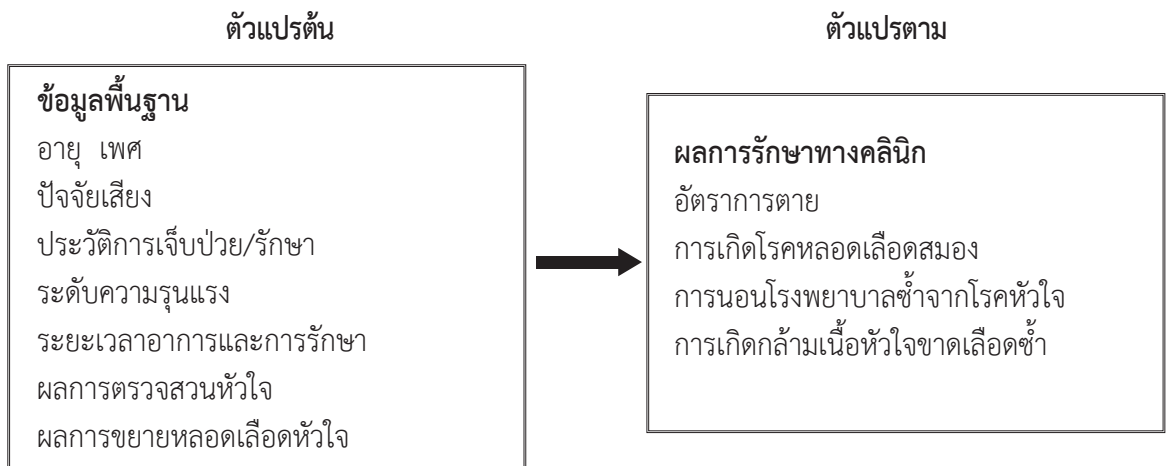 ตัวแปรต้น
ข้อมูลพื้นฐาน
อายุ เพศ
ปัจจัยเสียง
ประวัติการเจ็บป่วย/รักษา
ระดับความรุนแรง
ระยะเวลาอาการและการรักษา
ผลการตรวจสวนหัวใจ
ผลการขยายหลอดเลือดหัวใจ
ตัวแปรตาม
ผลการรักษาทางคลินิก
อัตราการตาย
การเกิดโรคหลอดเลือดสมอง
การนอนโรงพยาบาลซ้ำจากโรคหัวใจ
การเกิดกล้ามเนื้อหัวใจขาดเลือดซ้ำ